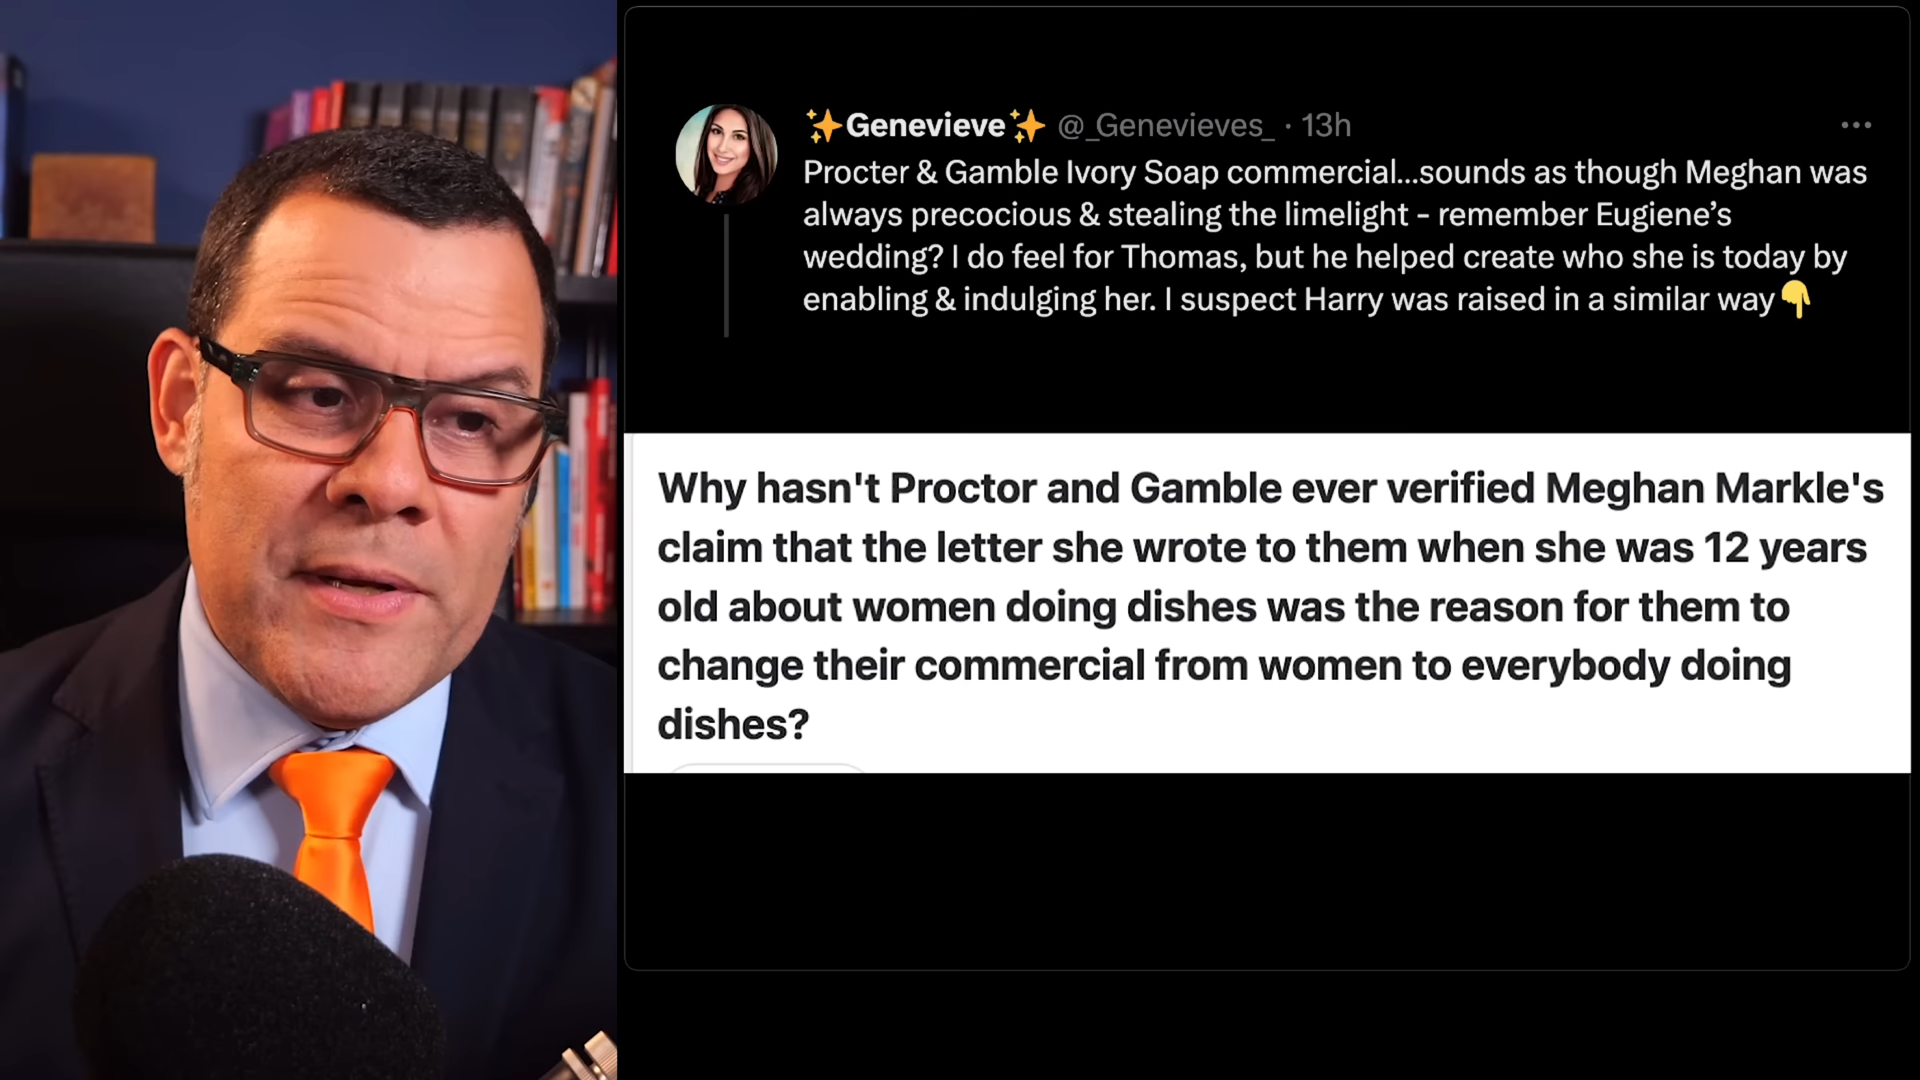 ✨Genevieve✨ @_Genevieves_ · 13h
Procter & Gamble Ivory Soap commercial...sounds as though Meghan was
always precocious & stealing the limelight - remember Eugiene’s
wedding? I do feel for Thomas, but he helped create who she is today by
enabling & indulging her. I suspect Harry was raised in a similar way👇
Why hasn't Proctor and Gamble ever verified Meghan Markle's
claim that the letter she wrote to them when she was 12 years
old about women doing dishes was the reason for them to
change their commercial from women to everybody doing
dishes?